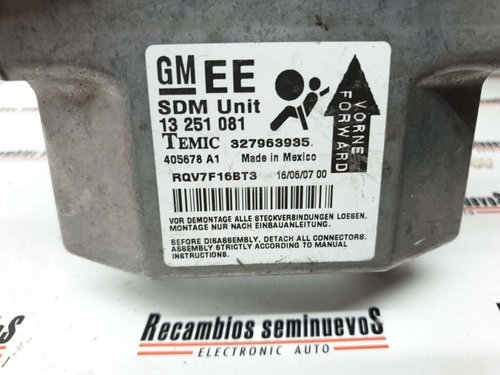 GM EE
SDM Unit
13 251 081
TEMIC 327963935.
405678 A1 Made in Mexico
RQV7F16BT3 16/06/07 00
VORNE
FORWARD
VOR DEMONTAGE ALLE STECKVERBINDUNGEN LOESEN.
MONTAGE NUR NACH EINBAUANLEITUNG.
BEFORE DISASSEMBLY, DETACH ALL CONNECTORS.
ASSEMBLY STRICTLY ACCORDING TO MANUAL
INSTRUCTIONS.
Recambios seminuevoS
ELECTRONIC AUTO